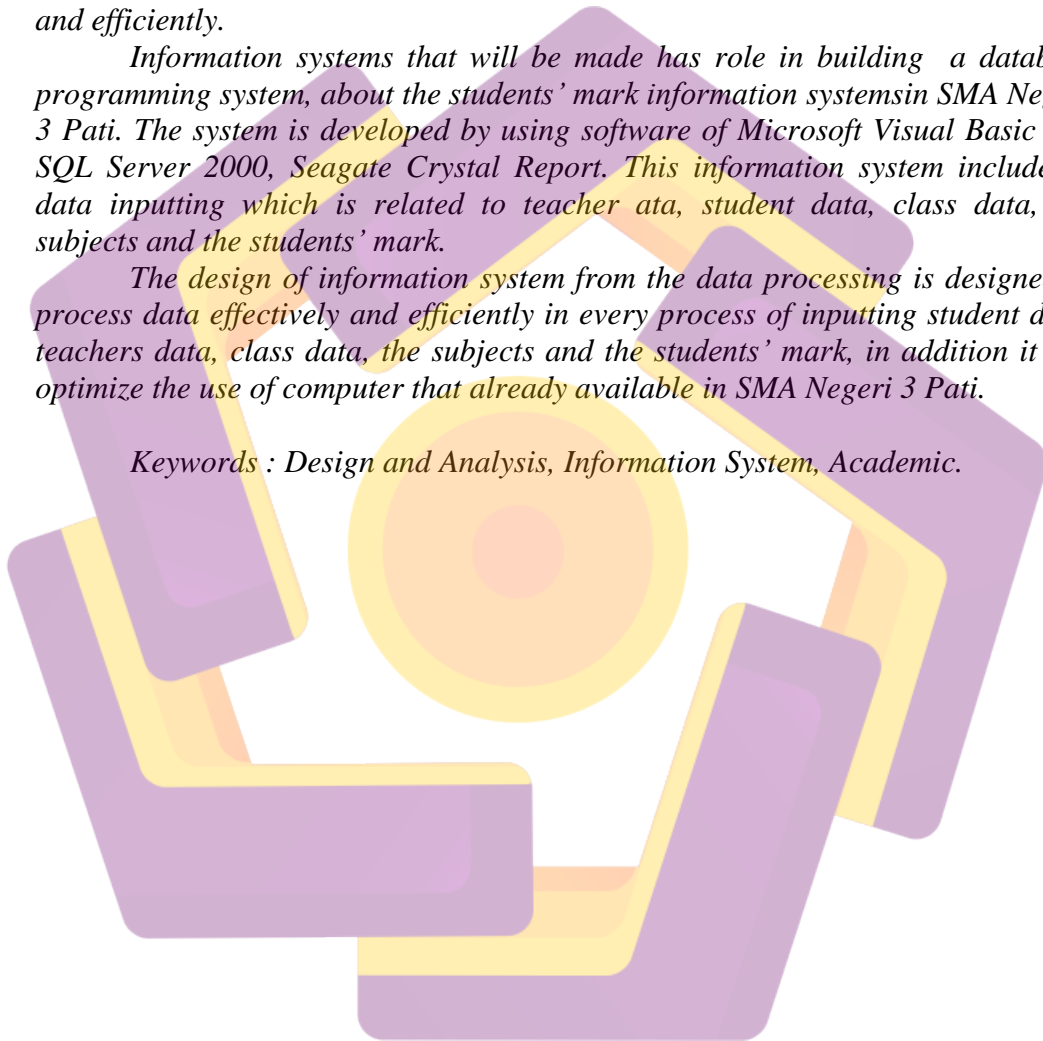 and efficiently.
Information systems that will be made has role in building a datab
programming system, about the students' mark information systemsin SMA Neg
3 Pati. The system is developed by using software of Microsoft Visual Basic
SQL Server 2000, Seagate Crystal Report. This information system include
data inputting which is related to teacher ata, student data, class data,
subjects and the students' mark.
The design of information system from the data processing is designe
process data effectively and efficiently in every process of inputting student d
teachers data, class data, the subjects and the students' mark, in addition it
optimize the use of computer that already available in SMA Negeri 3 Pati.
Keywords : Design and Analysis, Information System, Academic.